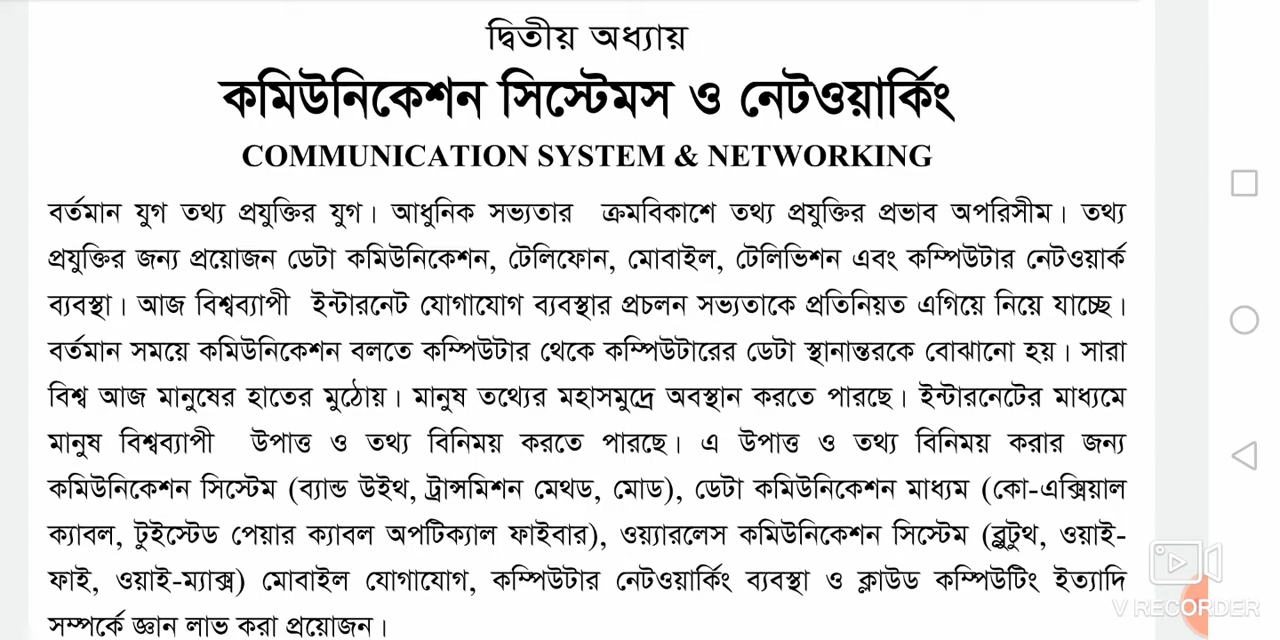 দ্বিতীয় অধ্যায়
কমিউনিকেশন সিস্টেমস ও নেটওয়ার্কিং
COMMUNICATION SYSTEM & NETWORKING
বর্তমান যুগ তথ্য প্রযুক্তির যুগ। আধুনিক সভ্যতার ক্রমবিকাশে তথ্য প্রযুক্তির প্রভাব অপরিসীম। তথ্য
প্রযুক্তির জন্য প্রয়োজন ডেটা কমিউনিকেশন, টেলিফোন, মোবাইল, টেলিভিশন এবং কম্পিউটার নেটওয়ার্ক
ব্যবস্থা। আজ বিশ্বব্যাপী ইন্টারনেট যোগাযোগ ব্যবস্থার প্রচলন সভ্যতাকে প্রতিনিয়ত এগিয়ে নিয়ে যাচ্ছে।
বর্তমান সময়ে কমিউনিকেশন বলতে কম্পিউটার থেকে কম্পিউটারের ডেটা স্থানান্তরকে বোঝানো হয়। সারা
বিশ্ব আজ মানুষের হাতের মুঠোয়। মানুষ তথ্যের মহাসমুদ্রে অবস্থান করতে পারছে। ইন্টারনেটের মাধ্যমে
মানুষ বিশ্বব্যাপী উপাত্ত ও তথ্য বিনিময় করতে পারছে। এ উপাত্ত ও তথ্য বিনিময় করার জন্য
কমিউনিকেশন সিস্টেম (ব্যান্ড উইথ, ট্রান্সমিশন মেথড, মোড), ডেটা কমিউনিকেশন মাধ্যম (কো-এক্সিয়াল
ক্যাবল, টুইস্টেড পেয়ার ক্যাবল অপটিক্যাল ফাইবার), ওয়্যারলেস কমিউনিকেশন সিস্টেম (ব্লুটুথ, ওয়াই-
ফাই, ওয়াই-ম্যাক্স) মোবাইল যোগাযোগ, কম্পিউটার নেটওয়ার্কিং ব্যবস্থা ও ক্লাউড কম্পিউটিং ইত্যাদি
সম্পর্কে জ্ঞান লাভ করা প্রয়োজন।
V RECORDER